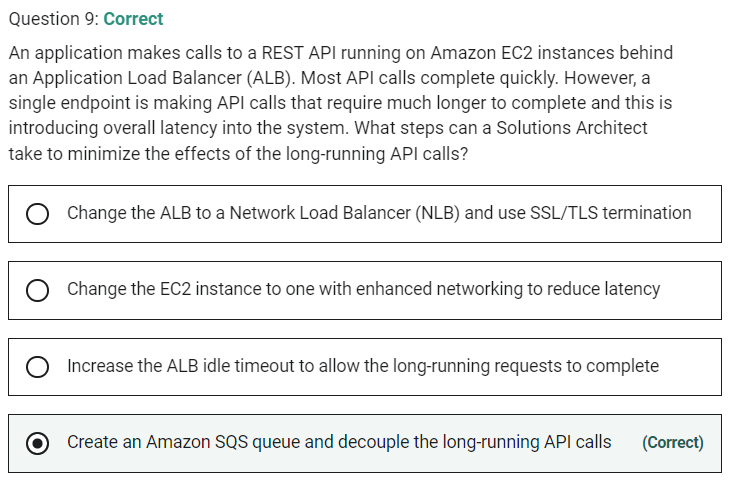 Question 9: Correct
An application makes calls to a REST API running on Amazon EC2 instances behind
an Application Load Balancer (ALB). Most API calls complete quickly. However, a
single endpoint is making API calls that require much longer to complete and this is
introducing overall latency into the system. What steps can a Solutions Architect
take to minimize the effects of the long-running API calls?
Change the ALB to a Network Load Balancer (NLB) and use SSL/TLS termination
Change the EC2 instance to one with enhanced networking to reduce latency
Increase the ALB idle timeout to allow the long-running requests to complete
Create an Amazon SQS queue and decouple the long-running API calls (Correct)